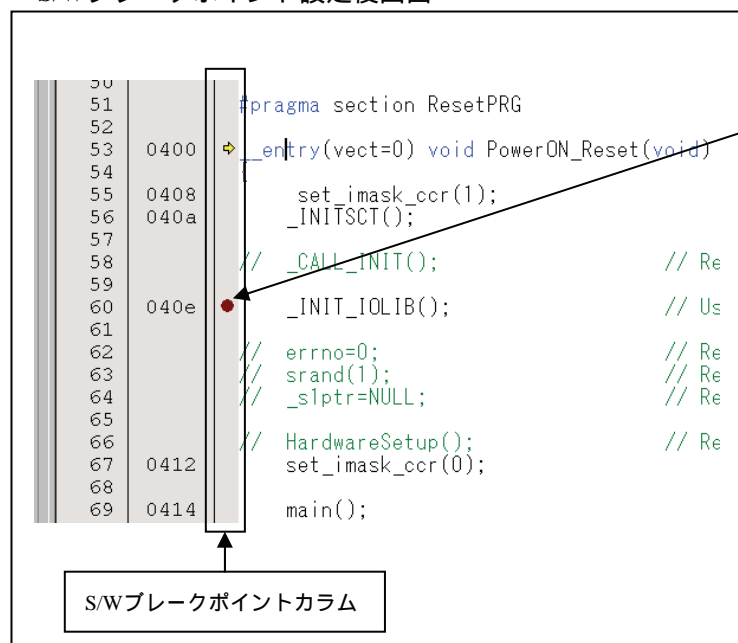 51 #pragma section ResetPRG
52
53 0400 __entry(vect=0) void PowerON_Reset(void)
54 {
55 0408 set_imask_ccr(1);
56 040a _INITSCT();
57
58 // _CALL_INIT(); // Re
59
60 040e _INIT_IOLIB(); // Us
61
62 // errno=0; // Re
63 // srand(1); // Re
64 // _s1ptr=NULL; // Re
65
66 // HardwareSetup(); // Re
67 0412 set_imask_ccr(0);
68
69 0414 main();
S/Wブレークポイントカラム